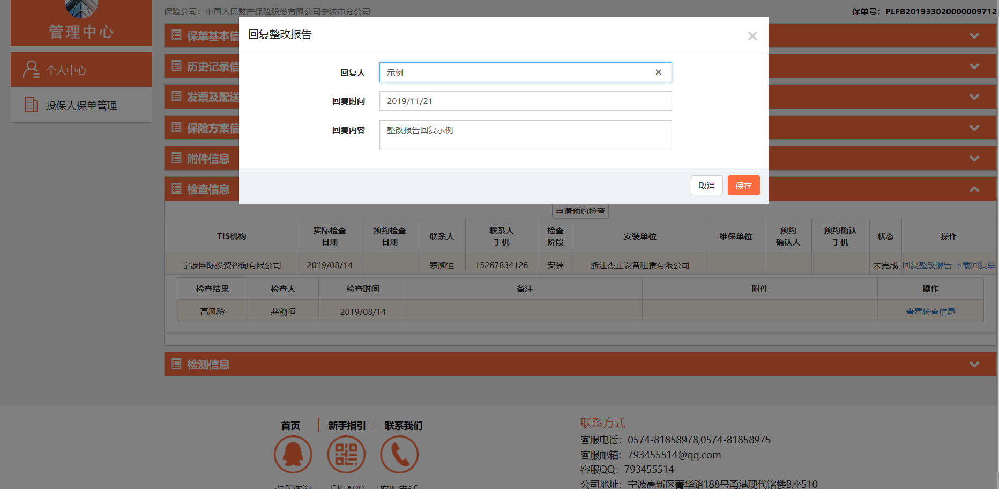 保险公司：中国人民财产保险股份有限公司宁波市分公司
保单号：PLFB201933020000009712
管理中心
个人中心
投保人保单管理
保单基本信
历史记录信
发票及配送
保险方案信
附件信息
检查信息
回复整改报告
回复人 示例
回复时间 2019/11/21
回复内容 整改报告回复示例
取消 保存
申请预约检查
TIS机构 实际检查日期 预约检查日期 联系人 联系人手机 检查阶段 安装单位 维保单位 预约确认人 预约确认手机 状态 操作
宁波国际投资咨询有限公司 2019/08/14 茅溯恒 15267834126 安装 浙江杰正设备租赁有限公司 未完成 回复整改报告 下载回复单
检查结果 检查人 检查时间 备注 附件 操作
高风险 茅溯恒 2019/08/14 查看检查信息
检测信息
首页 新手指引 联系我们
点我咨询 手机APP 客服电话
联系方式
客服电话：0574-81858978,0574-81858975
客服邮箱：793455514@qq.com
客服QQ：793455514
公司地址：宁波高新区菁华路188号甬港现代铭楼B座510